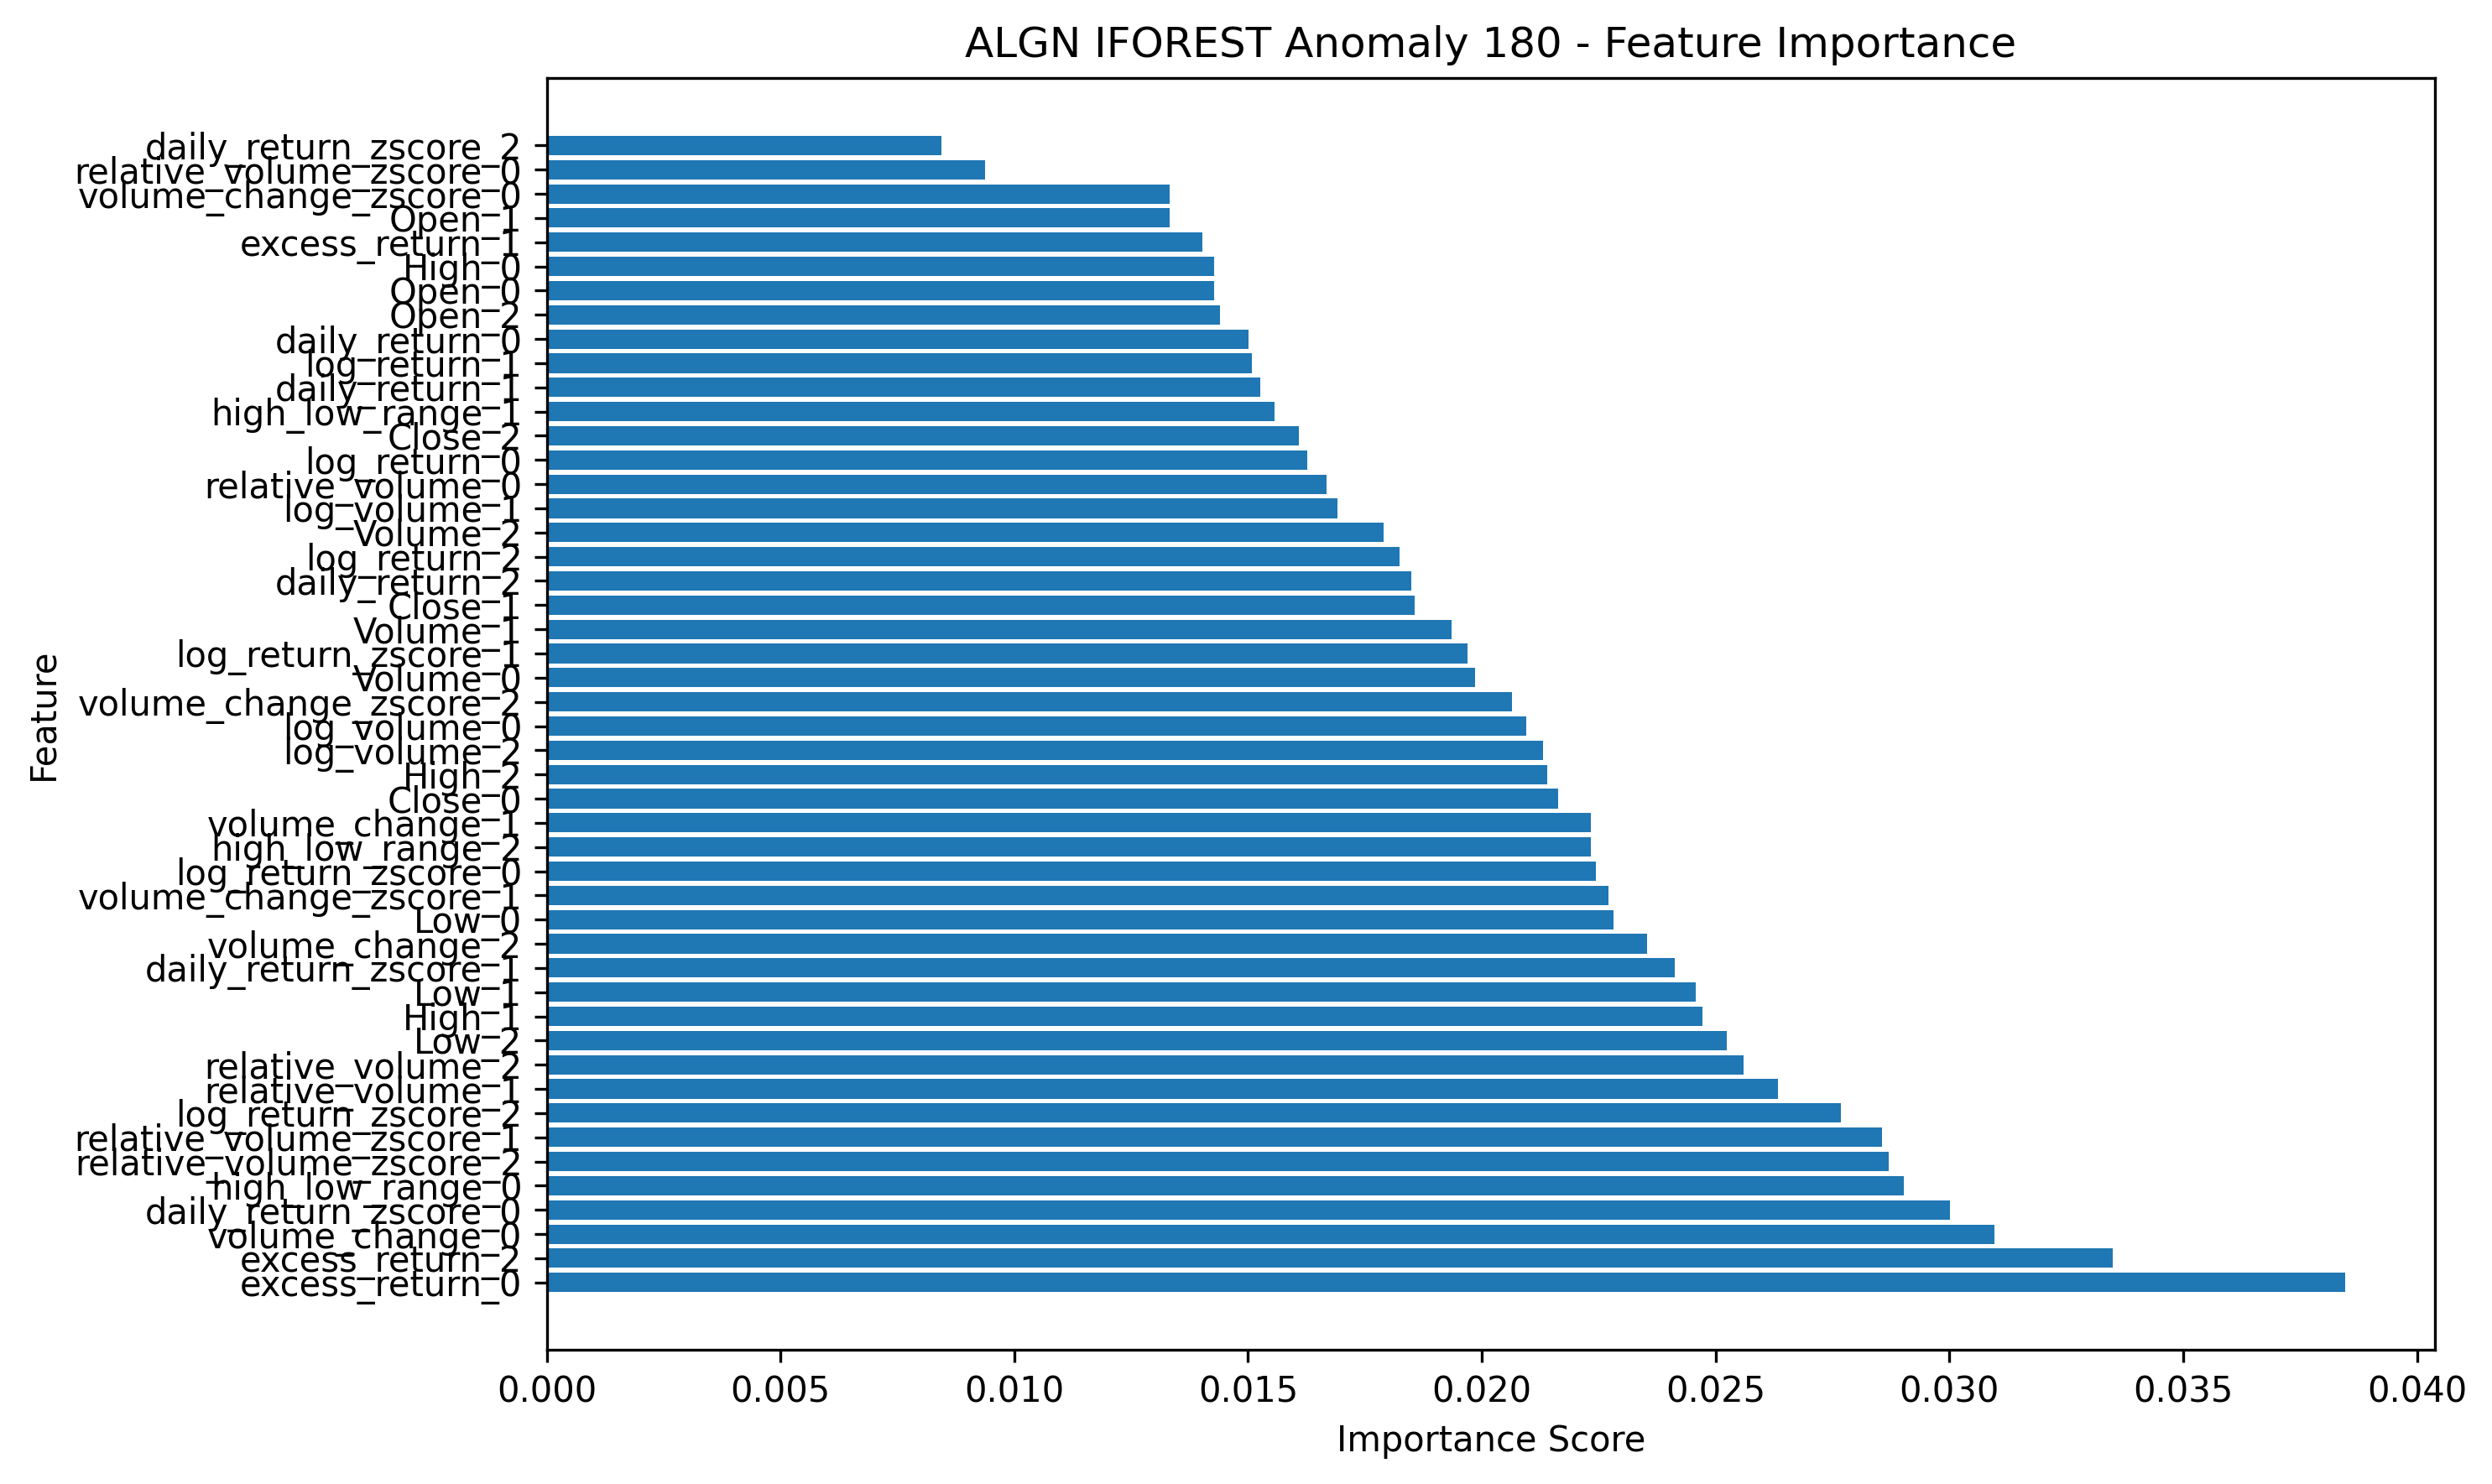 ALGN IFOREST Anomaly 180 - Feature Importance
daily_return_zscore_2
relative_volume_zscore_0
volume_change_zscore_0
Open_1
excess_return_1
High_0
Open_0
Open_2
daily_return_0
log_return_1
daily_return_1
high_low_range_1
Close_2
log_return_0
relative_volume_0
log_volume_1
Volume_2
log_return_2
daily_return_2
Close_1
Volume_1
log_return_zscore_1
Volume_0
volume_change_zscore_2
log_volume_0
log_volume_2
High_2
Close_0
volume_change_1
high_low_range_2
log_return_zscore_0
volume_change_zscore_1
Low_0
volume_change_2
daily_return_zscore_1
Low_1
High_1
Low_2
relative_volume_2
relative_volume_1
log_return_zscore_2
relative_volume_zscore_1
relative_volume_zscore_2
high_low_range_0
daily_return_zscore_0
volume_change_0
excess_return_2
excess_return_0
Feature
0.000 0.005 0.010 0.015 0.020 0.025 0.030 0.035 0.040
Importance Score